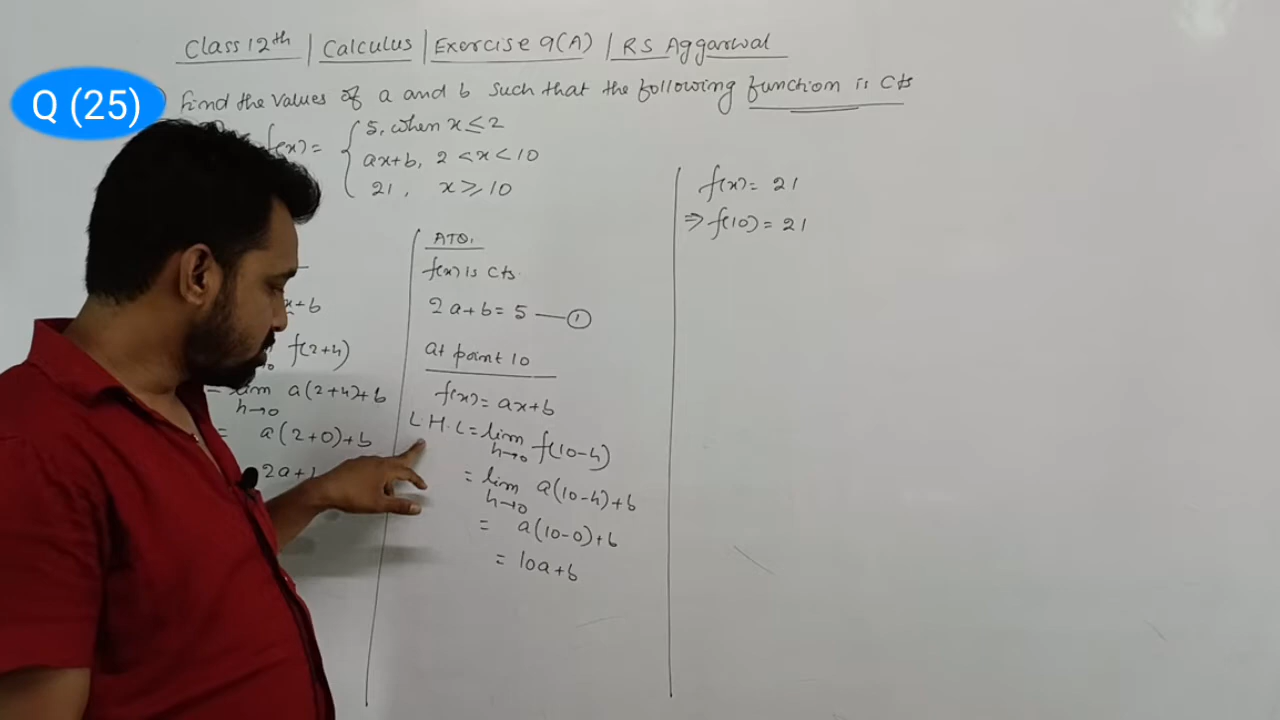 Class 12th | Calculus | Exercise 9(A) | RS Aggarwal
Q (25)
find the values of a and b such that the following function is cts
f(x) = { 5, when x ≤ 2
ax+b, 2 < x < 10
21, x ≥ 10
x+b
f(2+h)
= lim h→0 a(2+h)+b
= a(2+0)+b
2a+
ATQ,
f(x) is cts.
2a+b = 5 — ①
at point 10
f(x) = ax+b
L.H.L = lim h→0 f(10-h)
= lim h→0 a(10-h)+b
= a(10-0)+b
= 10a+b
f(x) = 21
⇒ f(10) = 21